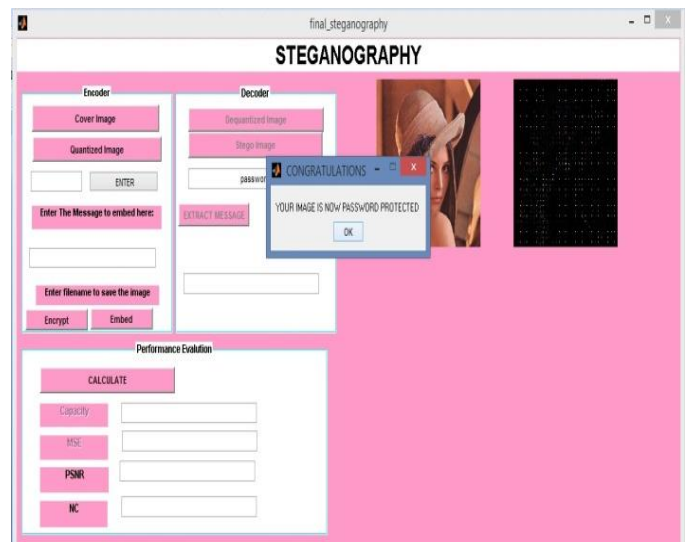 final_steganography
STEGANOGRAPHY
Encoder
Cover Image
Quantized Image
ENTER
Enter The Message to embed here:
Enter filename to save the image
Encrypt
Embed
Decoder
Dequantized Image
Stego Image
passwor
EXTRACT MESSAGE
CONGRATULATIONS
YOUR IMAGE IS NOW PASSWORD PROTECTED
OK
Performance Evalution
CALCULATE
Capacity
MSE
PSNR
NC